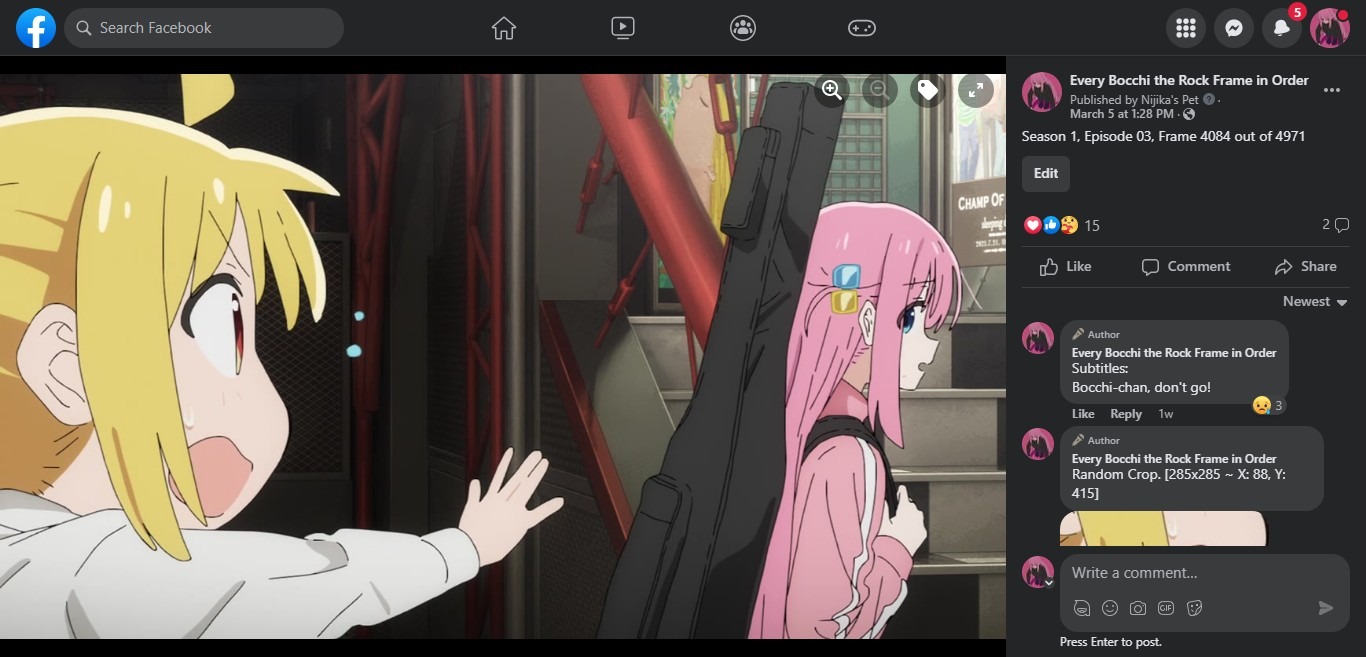 Search Facebook
5
Every Bocchi the Rock Frame in Order
Published by Nijika's Pet ?
·
March 5 at 1:28 PM ·
Season 1, Episode 03, Frame 4084 out of 4971
Edit
15
2
Like
Comment
Share
Newest
Author
Every Bocchi the Rock Frame in Order
Subtitles:
Bocchi-chan, don't go!
3
Like Reply 1w
Author
Every Bocchi the Rock Frame in Order
Random Crop. [285x285 ~ X: 88, Y:
415]
Write a comment...
GIF
Press Enter to post.
CHAMP OF